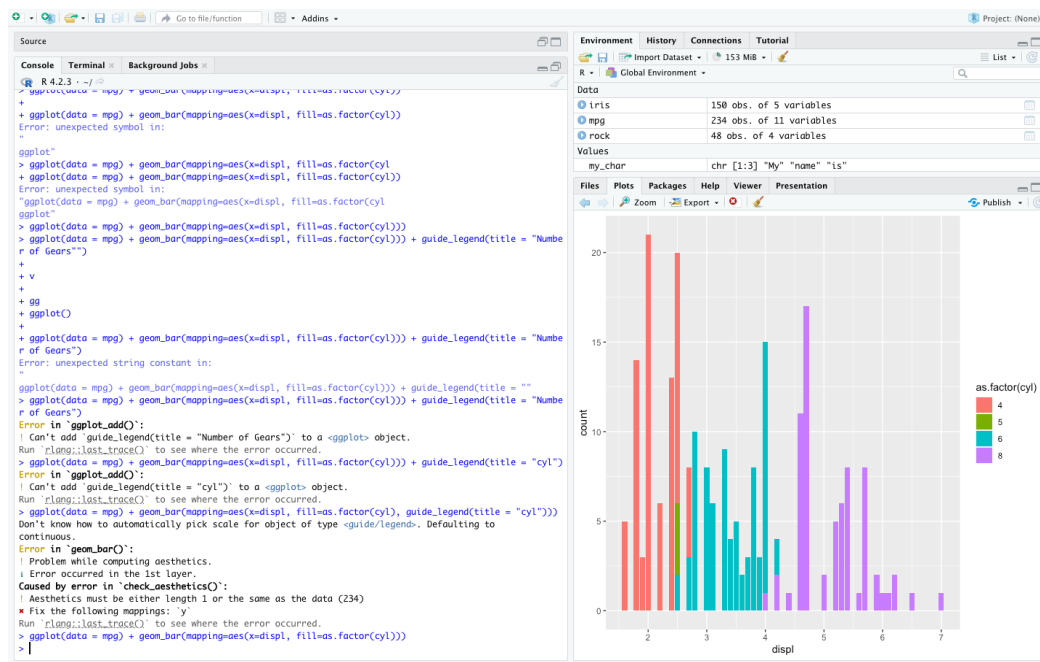 Go to file/function
Addins
Project: (None)
Source
Console Terminal Background Jobs
R 4.2.3 · ~/
> ggplot(data = mpg) + geom_bar(mapping=aes(x=displ, fill=as.factor(cyl))
+
+ ggplot(data = mpg) + geom_bar(mapping=aes(x=displ, fill=as.factor(cyl))
Error: unexpected symbol in:
"
ggplot"
> ggplot(data = mpg) + geom_bar(mapping=aes(x=displ, fill=as.factor(cyl
+ ggplot(data = mpg) + geom_bar(mapping=aes(x=displ, fill=as.factor(cyl))
Error: unexpected symbol in:
"ggplot(data = mpg) + geom_bar(mapping=aes(x=displ, fill=as.factor(cyl
ggplot"
> ggplot(data = mpg) + geom_bar(mapping=aes(x=displ, fill=as.factor(cyl)))
> ggplot(data = mpg) + geom_bar(mapping=aes(x=displ, fill=as.factor(cyl))) + guide_legend(title = "Numbe
r of Gears"")
+
+ v
+
+ gg
+ ggplot()
+
+ ggplot(data = mpg) + geom_bar(mapping=aes(x=displ, fill=as.factor(cyl))) + guide_legend(title = "Numbe
r of Gears")
Error: unexpected string constant in:
"
ggplot(data = mpg) + geom_bar(mapping=aes(x=displ, fill=as.factor(cyl))) + guide_legend(title = ""
> ggplot(data = mpg) + geom_bar(mapping=aes(x=displ, fill=as.factor(cyl))) + guide_legend(title = "Numbe
r of Gears")
Error in `ggplot_add()`:
! Can't add `guide_legend(title = "Number of Gears")` to a <ggplot> object.
Run `rlang::last_trace()` to see where the error occurred.
> ggplot(data = mpg) + geom_bar(mapping=aes(x=displ, fill=as.factor(cyl))) + guide_legend(title = "cyl")
Error in `ggplot_add()`:
! Can't add `guide_legend(title = "cyl")` to a <ggplot> object.
Run `rlang::last_trace()` to see where the error occurred.
> ggplot(data = mpg) + geom_bar(mapping=aes(x=displ, fill=as.factor(cyl), guide_legend(title = "cyl")))
Don't know how to automatically pick scale for object of type <guide/legend>. Defaulting to
continuous.
Error in `geom_bar()`:
! Problem while computing aesthetics.
i Error occurred in the 1st layer.
Caused by error in `check_aesthetics()`:
! Aesthetics must be either length 1 or the same as the data (234)
✖ Fix the following mappings: `y`
Run `rlang::last_trace()` to see where the error occurred.
> ggplot(data = mpg) + geom_bar(mapping=aes(x=displ, fill=as.factor(cyl)))
>
Environment History Connections Tutorial
Import Dataset 153 MiB List
R Global Environment
Data
iris 150 obs. of 5 variables
mpg 234 obs. of 11 variables
rock 48 obs. of 4 variables
Values
my_char chr [1:3] "My" "name" "is"
Files Plots Packages Help Viewer Presentation
Zoom Export Publish
20
15
10
5
0
count
2 3 4 5 6 7
displ
as.factor(cyl)
4
5
6
8